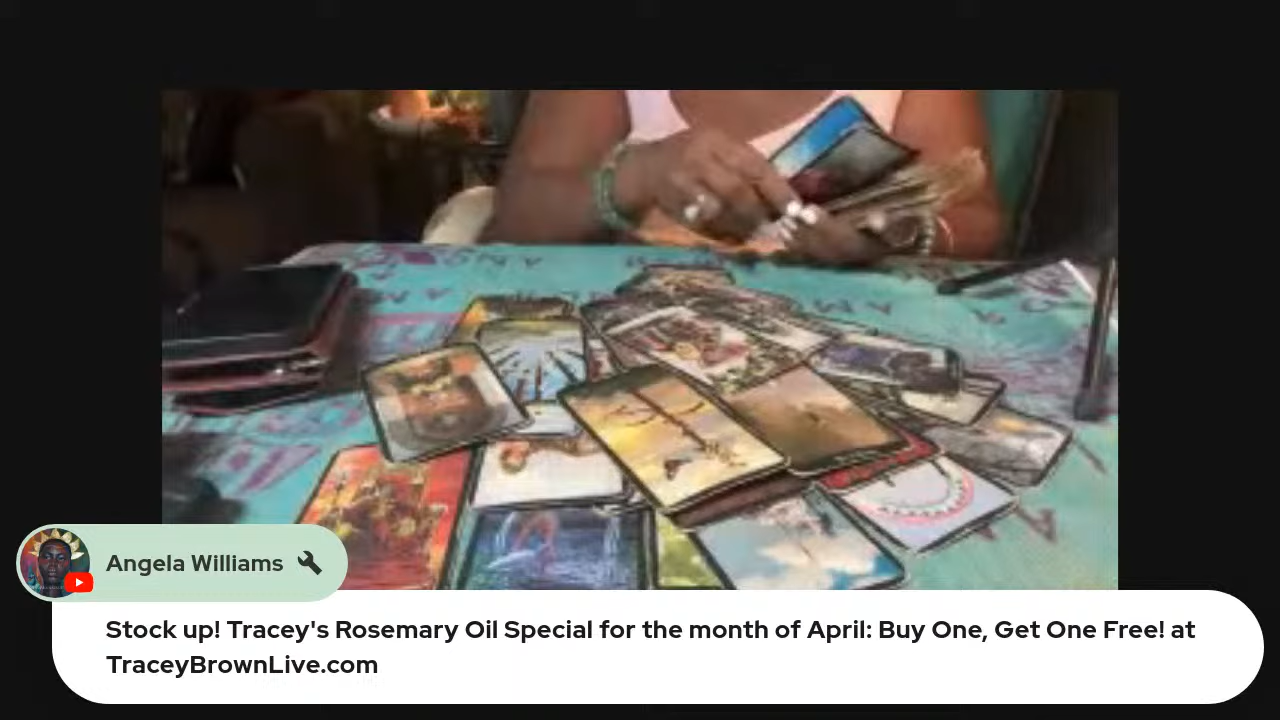 Angela Williams
Stock up! Tracey's Rosemary Oil Special for the month of April: Buy One, Get One Free! at
TraceyBrownLive.com